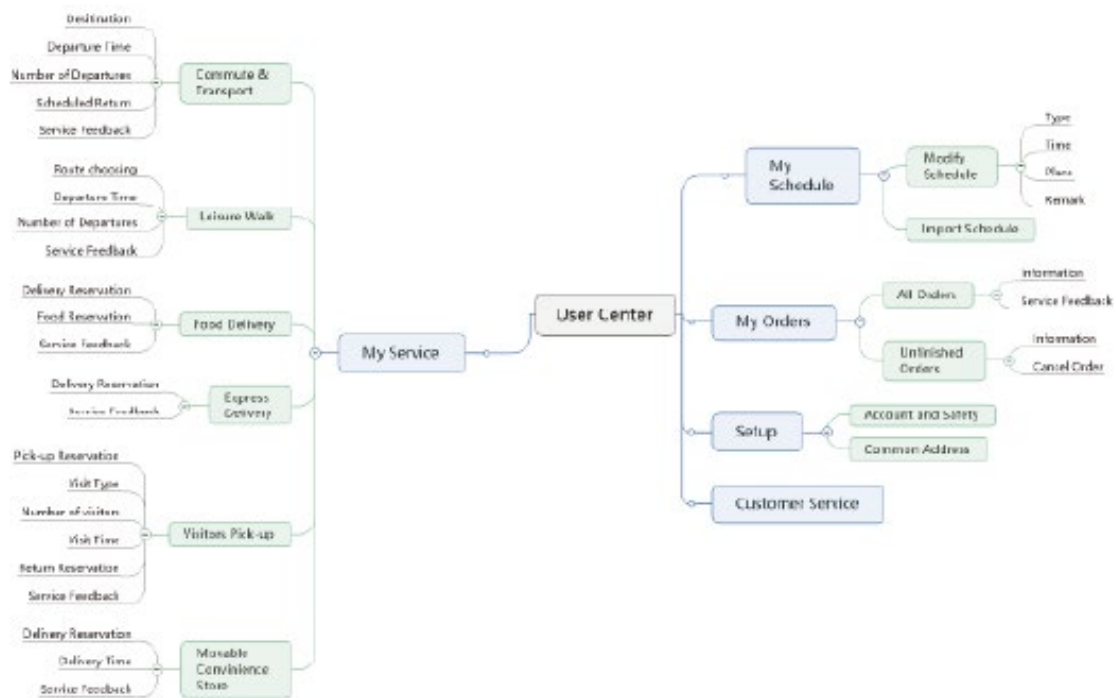 Desitination
Departure Time
Number of Departures
Scheduled Return
Service Feedback
Commute &
Transport
Route choosing
Departure Time
Number of Departures
Service Feedback
Leisure Walk
Delivery Reservation
Food Reservation
Service Feedback
Food Delivery
Delivery Reservation
Service Feedback
Express
Delivery
Pick-up Reservation
Visit Type
Number of visitors
Visit Time
Return Reservation
Service Feedback
Visitors Pick-up
Delivery Reservation
Delivery Time
Service Feedback
Movable
Convinience
Store
My Service
User Center
My
Schedule
Modify
Schedule
Type
Time
Place
Remark
Import Schedule
My Orders
All Orders
Information
Service Feedback
Unfinished
Orders
Information
Cancel Order
Setup
Account and Safety
Common Address
Customer Service